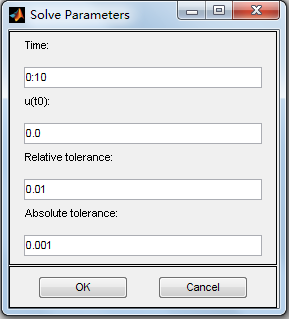 Solve Parameters
Time:
0:10
u(t0):
0.0
Relative tolerance:
0.01
Absolute tolerance:
0.001
OK
Cancel